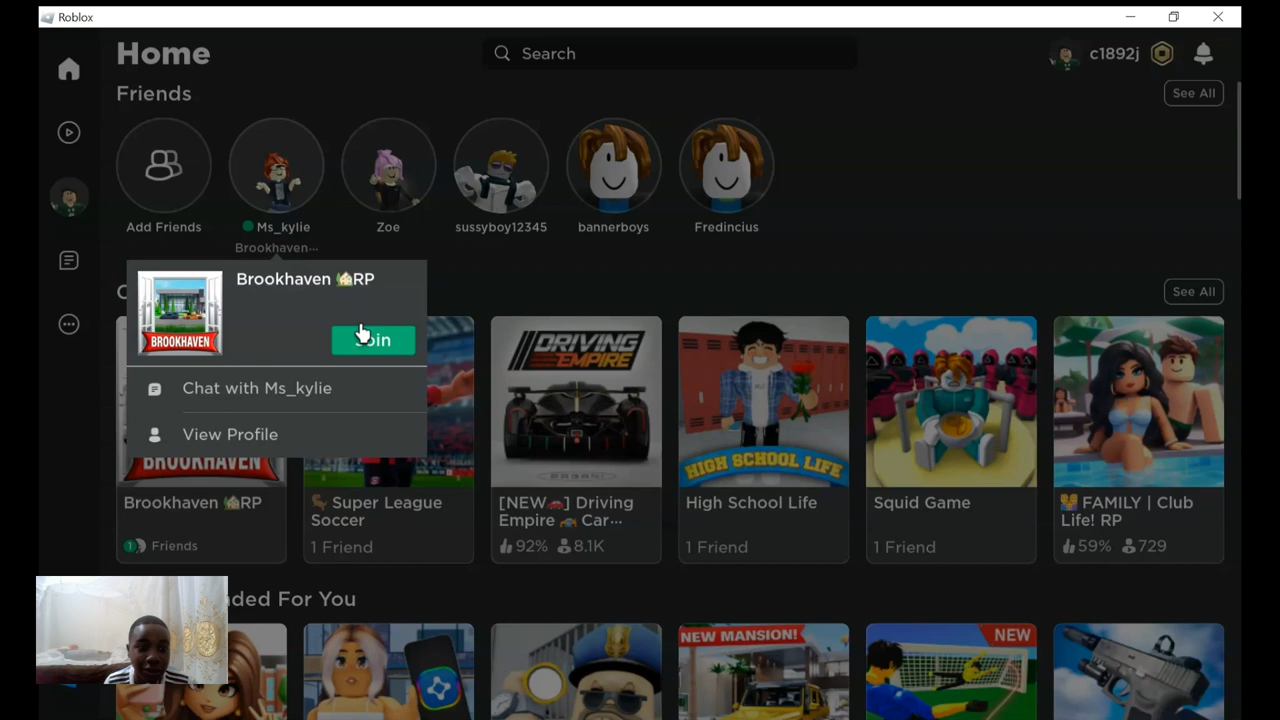 Roblox
Home
Search
c1892j
Friends
See All
Add Friends
Ms_kylie
Brookhaven...
Zoe
sussyboy12345
bannerboys
Fredincius
Brookhaven 🏡RP
BROOKHAVEN
Chat with Ms_kylie
View Profile
See All
BROOKHAVEN
Brookhaven 🏡RP
1 Friends
Super League
Soccer
1 Friend
DRIVING
EMPIRE
[NEW🚗] Driving
Empire 🚘 Car...
92% 8.1K
HIGH SCHOOL LIFE
High School Life
1 Friend
Squid Game
1 Friend
👪 FAMILY | Club
Life! RP
59% 729
For You
NEW MANSION!
NEW